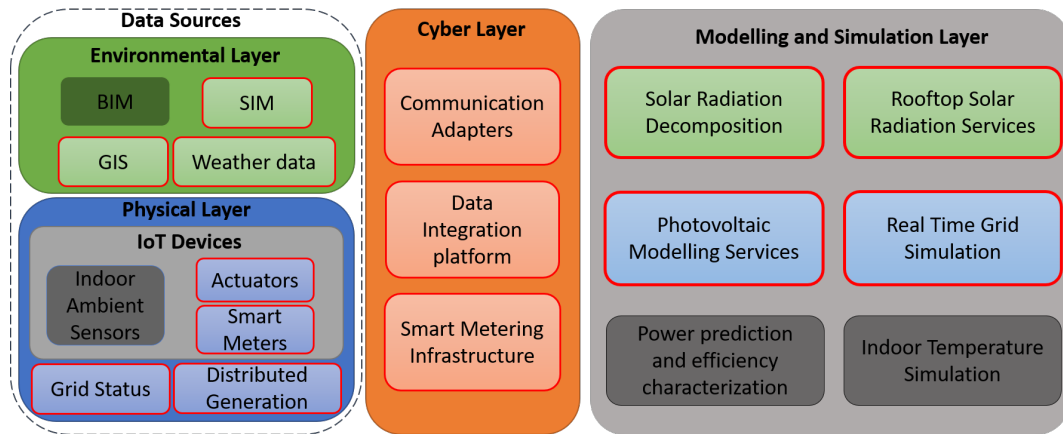 Data Sources
Environmental Layer
BIM
SIM
GIS
Weather data
Physical Layer
IoT Devices
Indoor
Ambient
Sensors
Actuators
Smart
Meters
Grid Status
Distributed
Generation
Cyber Layer
Communication
Adapters
Data
Integration
platform
Smart Metering
Infrastructure
Modelling and Simulation Layer
Solar Radiation
Decomposition
Rooftop Solar
Radiation Services
Photovoltaic
Modelling Services
Real Time Grid
Simulation
Power prediction
and efficiency
characterization
Indoor Temperature
Simulation